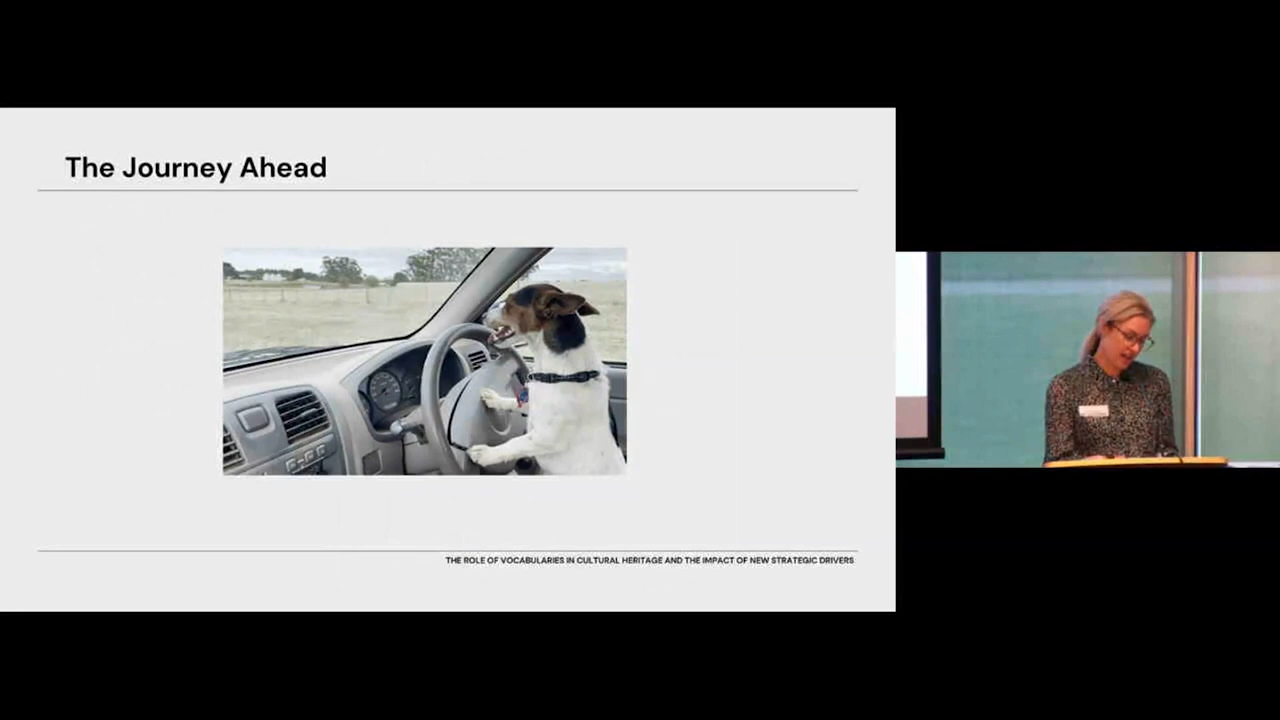 The Journey Ahead
THE ROLE OF VOCABULARIES IN CULTURAL HERITAGE AND THE IMPACT OF NEW STRATEGIC DRIVERS